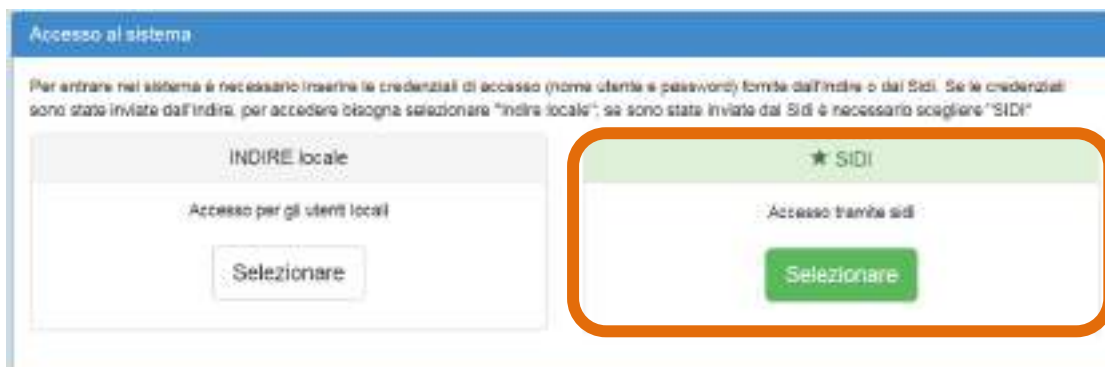 Accesso al sistema
Per entrare nel sistema è necessario inserire le credenziali di accesso (nome utente e password) fornite dall'Indire o dal Sidi. Se le credenziali
sono state inviate dall'Indire, per accedere bisogna selezionare "Indire locale"; se sono state inviate dal Sidi è necessario scegliere "SIDI"
INDIRE locale
Accesso per gli utenti locali
Selezionare
★ SIDI
Accesso tramite sidi
Selezionare